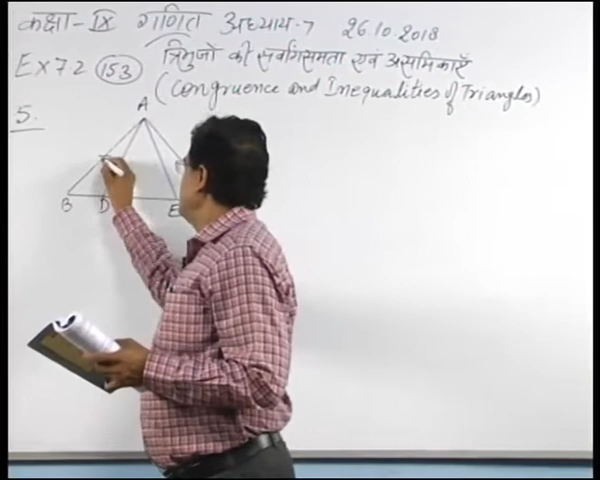 कक्षा - IX गणित अध्याय-7 26.10.2018
Ex 7.2 (153) त्रिभुजो की सर्वांगसमता एवं असमिकाएँ
(Congruence and Inequalities of Triangles)
5.
A
B D E